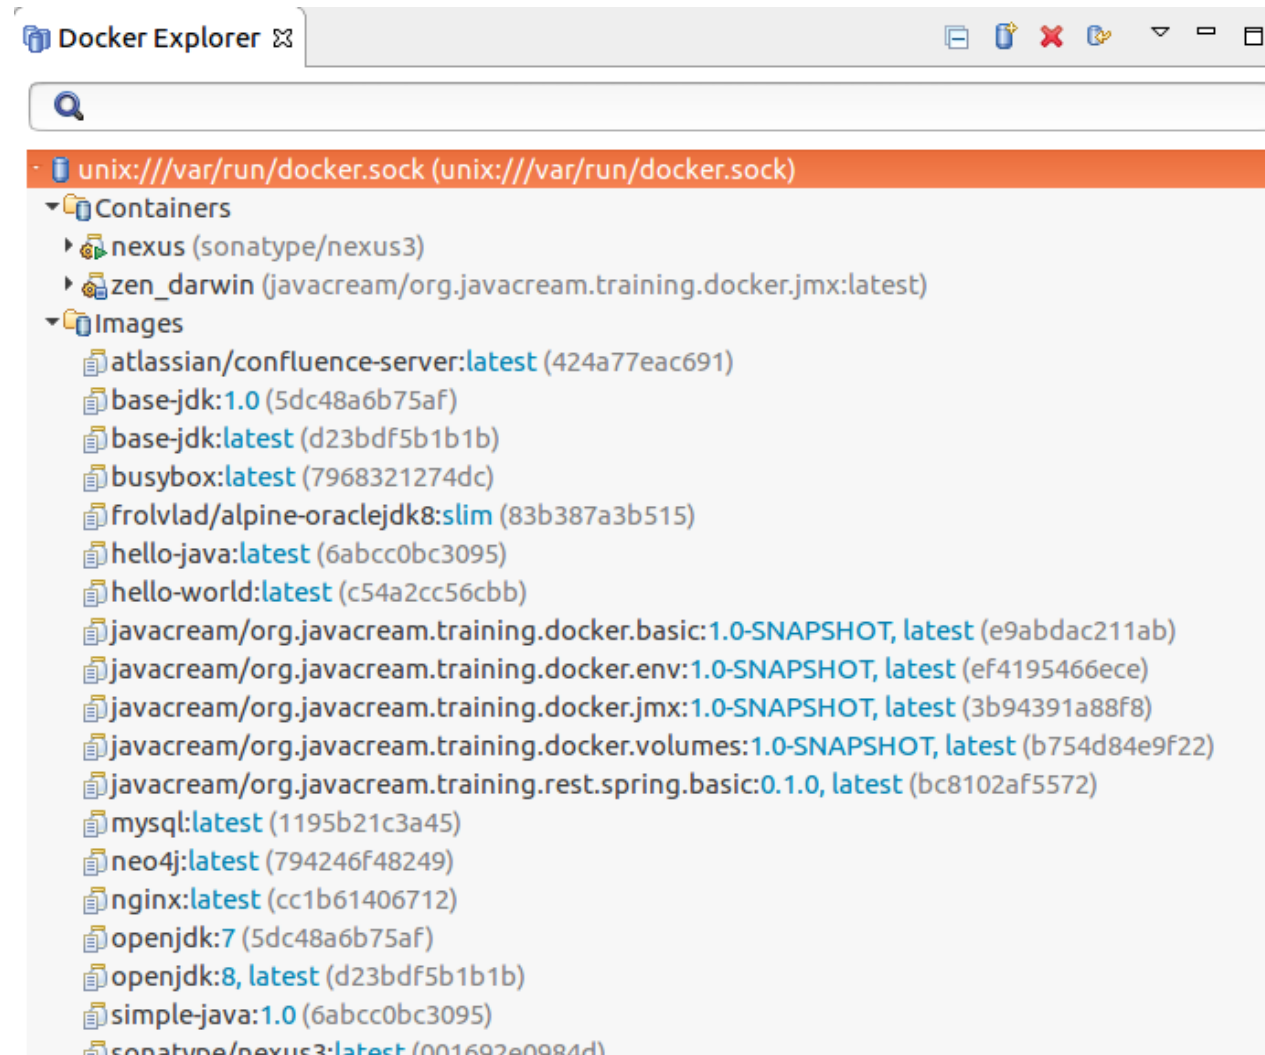 Docker Explorer
unix:///var/run/docker.sock (unix:///var/run/docker.sock)
Containers
nexus (sonatype/nexus3)
zen_darwin (javacream/org.javacream.training.docker.jmx:latest)
Images
atlassian/confluence-server:latest (424a77eac691)
base-jdk:1.0 (5dc48a6b75af)
base-jdk:latest (d23bdf5b1b1b)
busybox:latest (7968321274dc)
frolvlad/alpine-oraclejdk8:slim (83b387a3b515)
hello-java:latest (6abcc0bc3095)
hello-world:latest (c54a2cc56cbb)
javacream/org.javacream.training.docker.basic:1.0-SNAPSHOT, latest (e9abdac211ab)
javacream/org.javacream.training.docker.env:1.0-SNAPSHOT, latest (ef4195466ece)
javacream/org.javacream.training.docker.jmx:1.0-SNAPSHOT, latest (3b94391a88f8)
javacream/org.javacream.training.docker.volumes:1.0-SNAPSHOT, latest (b754d84e9f22)
javacream/org.javacream.training.rest.spring.basic:0.1.0, latest (bc8102af5572)
mysql:latest (1195b21c3a45)
neo4j:latest (794246f48249)
nginx:latest (cc1b61406712)
openjdk:7 (5dc48a6b75af)
openjdk:8, latest (d23bdf5b1b1b)
simple-java:1.0 (6abcc0bc3095)
sonatype/nexus3:latest (001692e0984d)